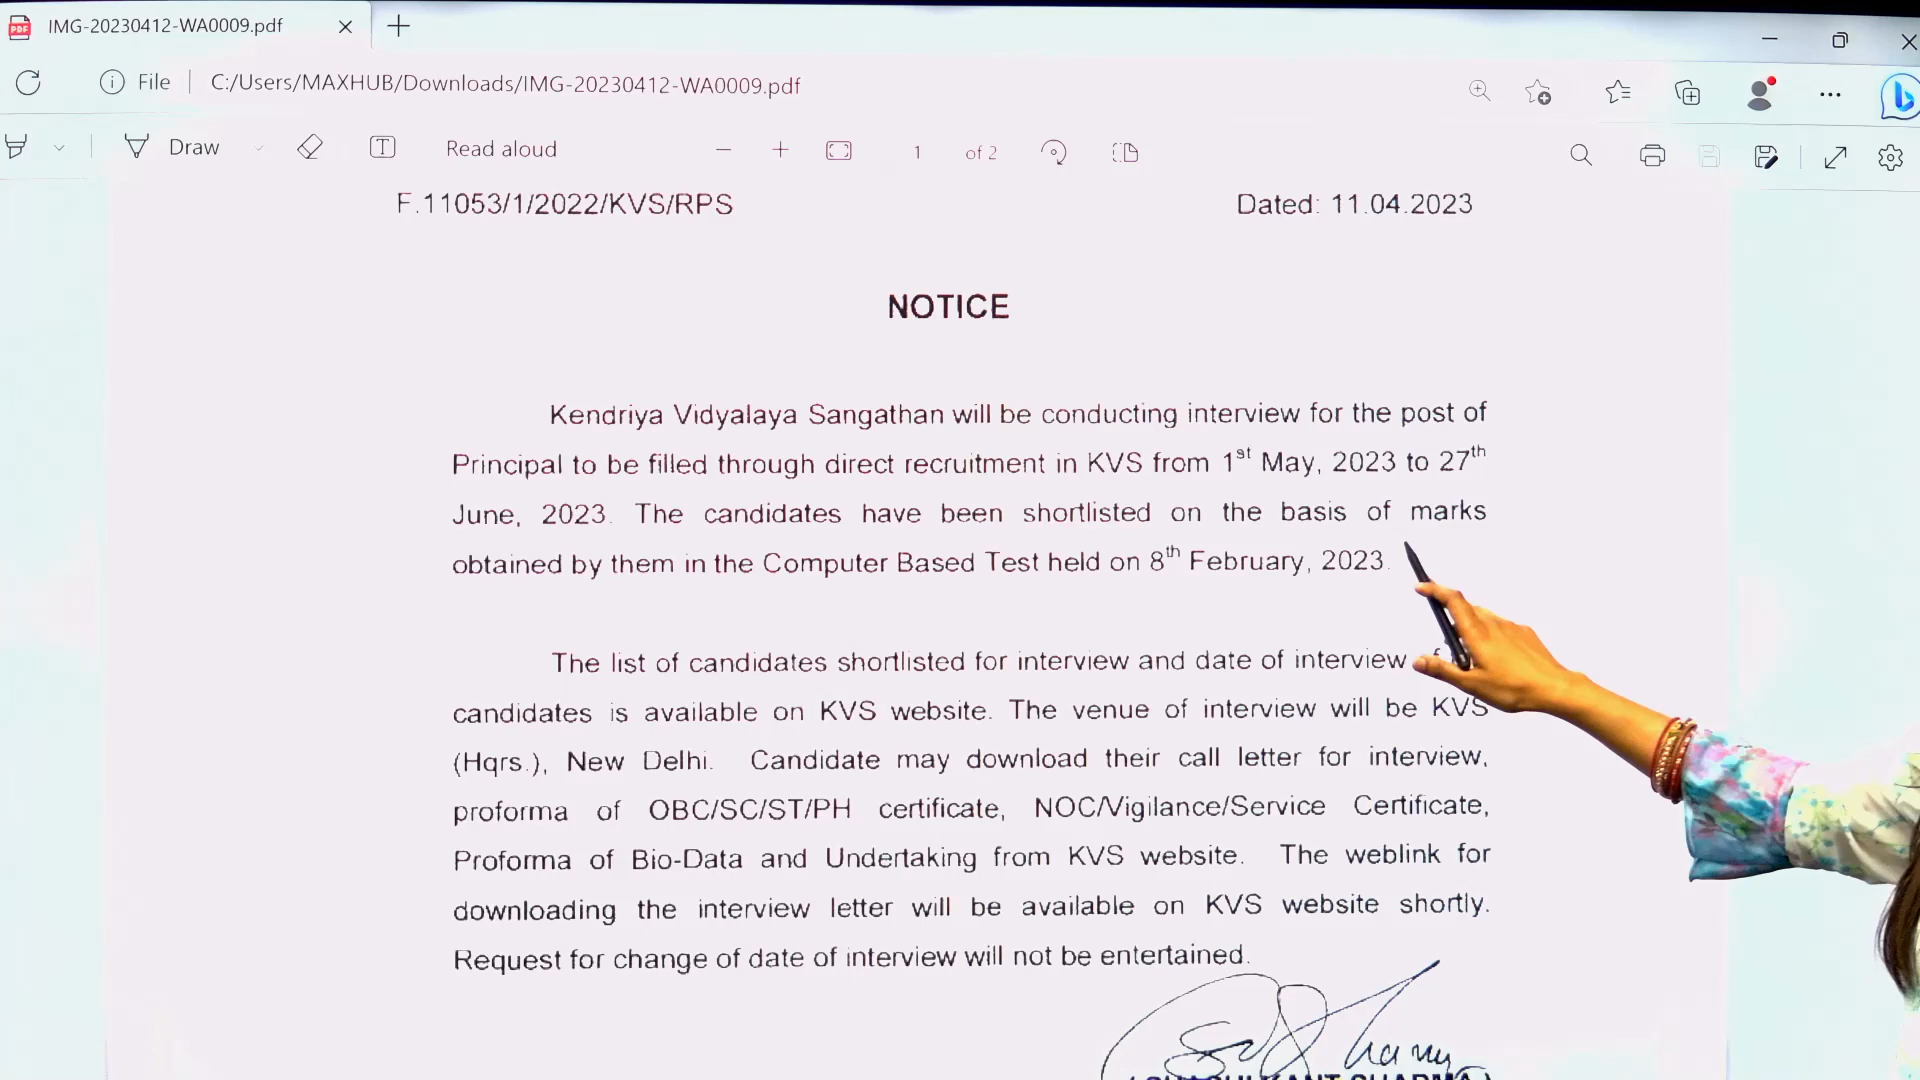 IMG-20230412-WA0009.pdf
File
C:/Users/MAXHUB/Downloads/IMG-20230412-WA0009.pdf
Draw
T
Read aloud
1
of 2
F.11053/1/2022/KVS/RPS
Dated: 11.04.2023
NOTICE
Kendriya Vidyalaya Sangathan will be conducting interview for the post of
Principal to be filled through direct recruitment in KVS from 1st May, 2023 to 27th
June, 2023. The candidates have been shortlisted on the basis of marks
obtained by them in the Computer Based Test held on 8th February, 2023.
The list of candidates shortlisted for interview and date of interview
candidates is available on KVS website. The venue of interview will be KVS
(Hqrs.), New Delhi. Candidate may download their call letter for interview,
proforma of OBC/SC/ST/PH certificate, NOC/Vigilance/Service Certificate,
Proforma of Bio-Data and Undertaking from KVS website. The weblink for
downloading the interview letter will be available on KVS website shortly.
Request for change of date of interview will not be entertained.